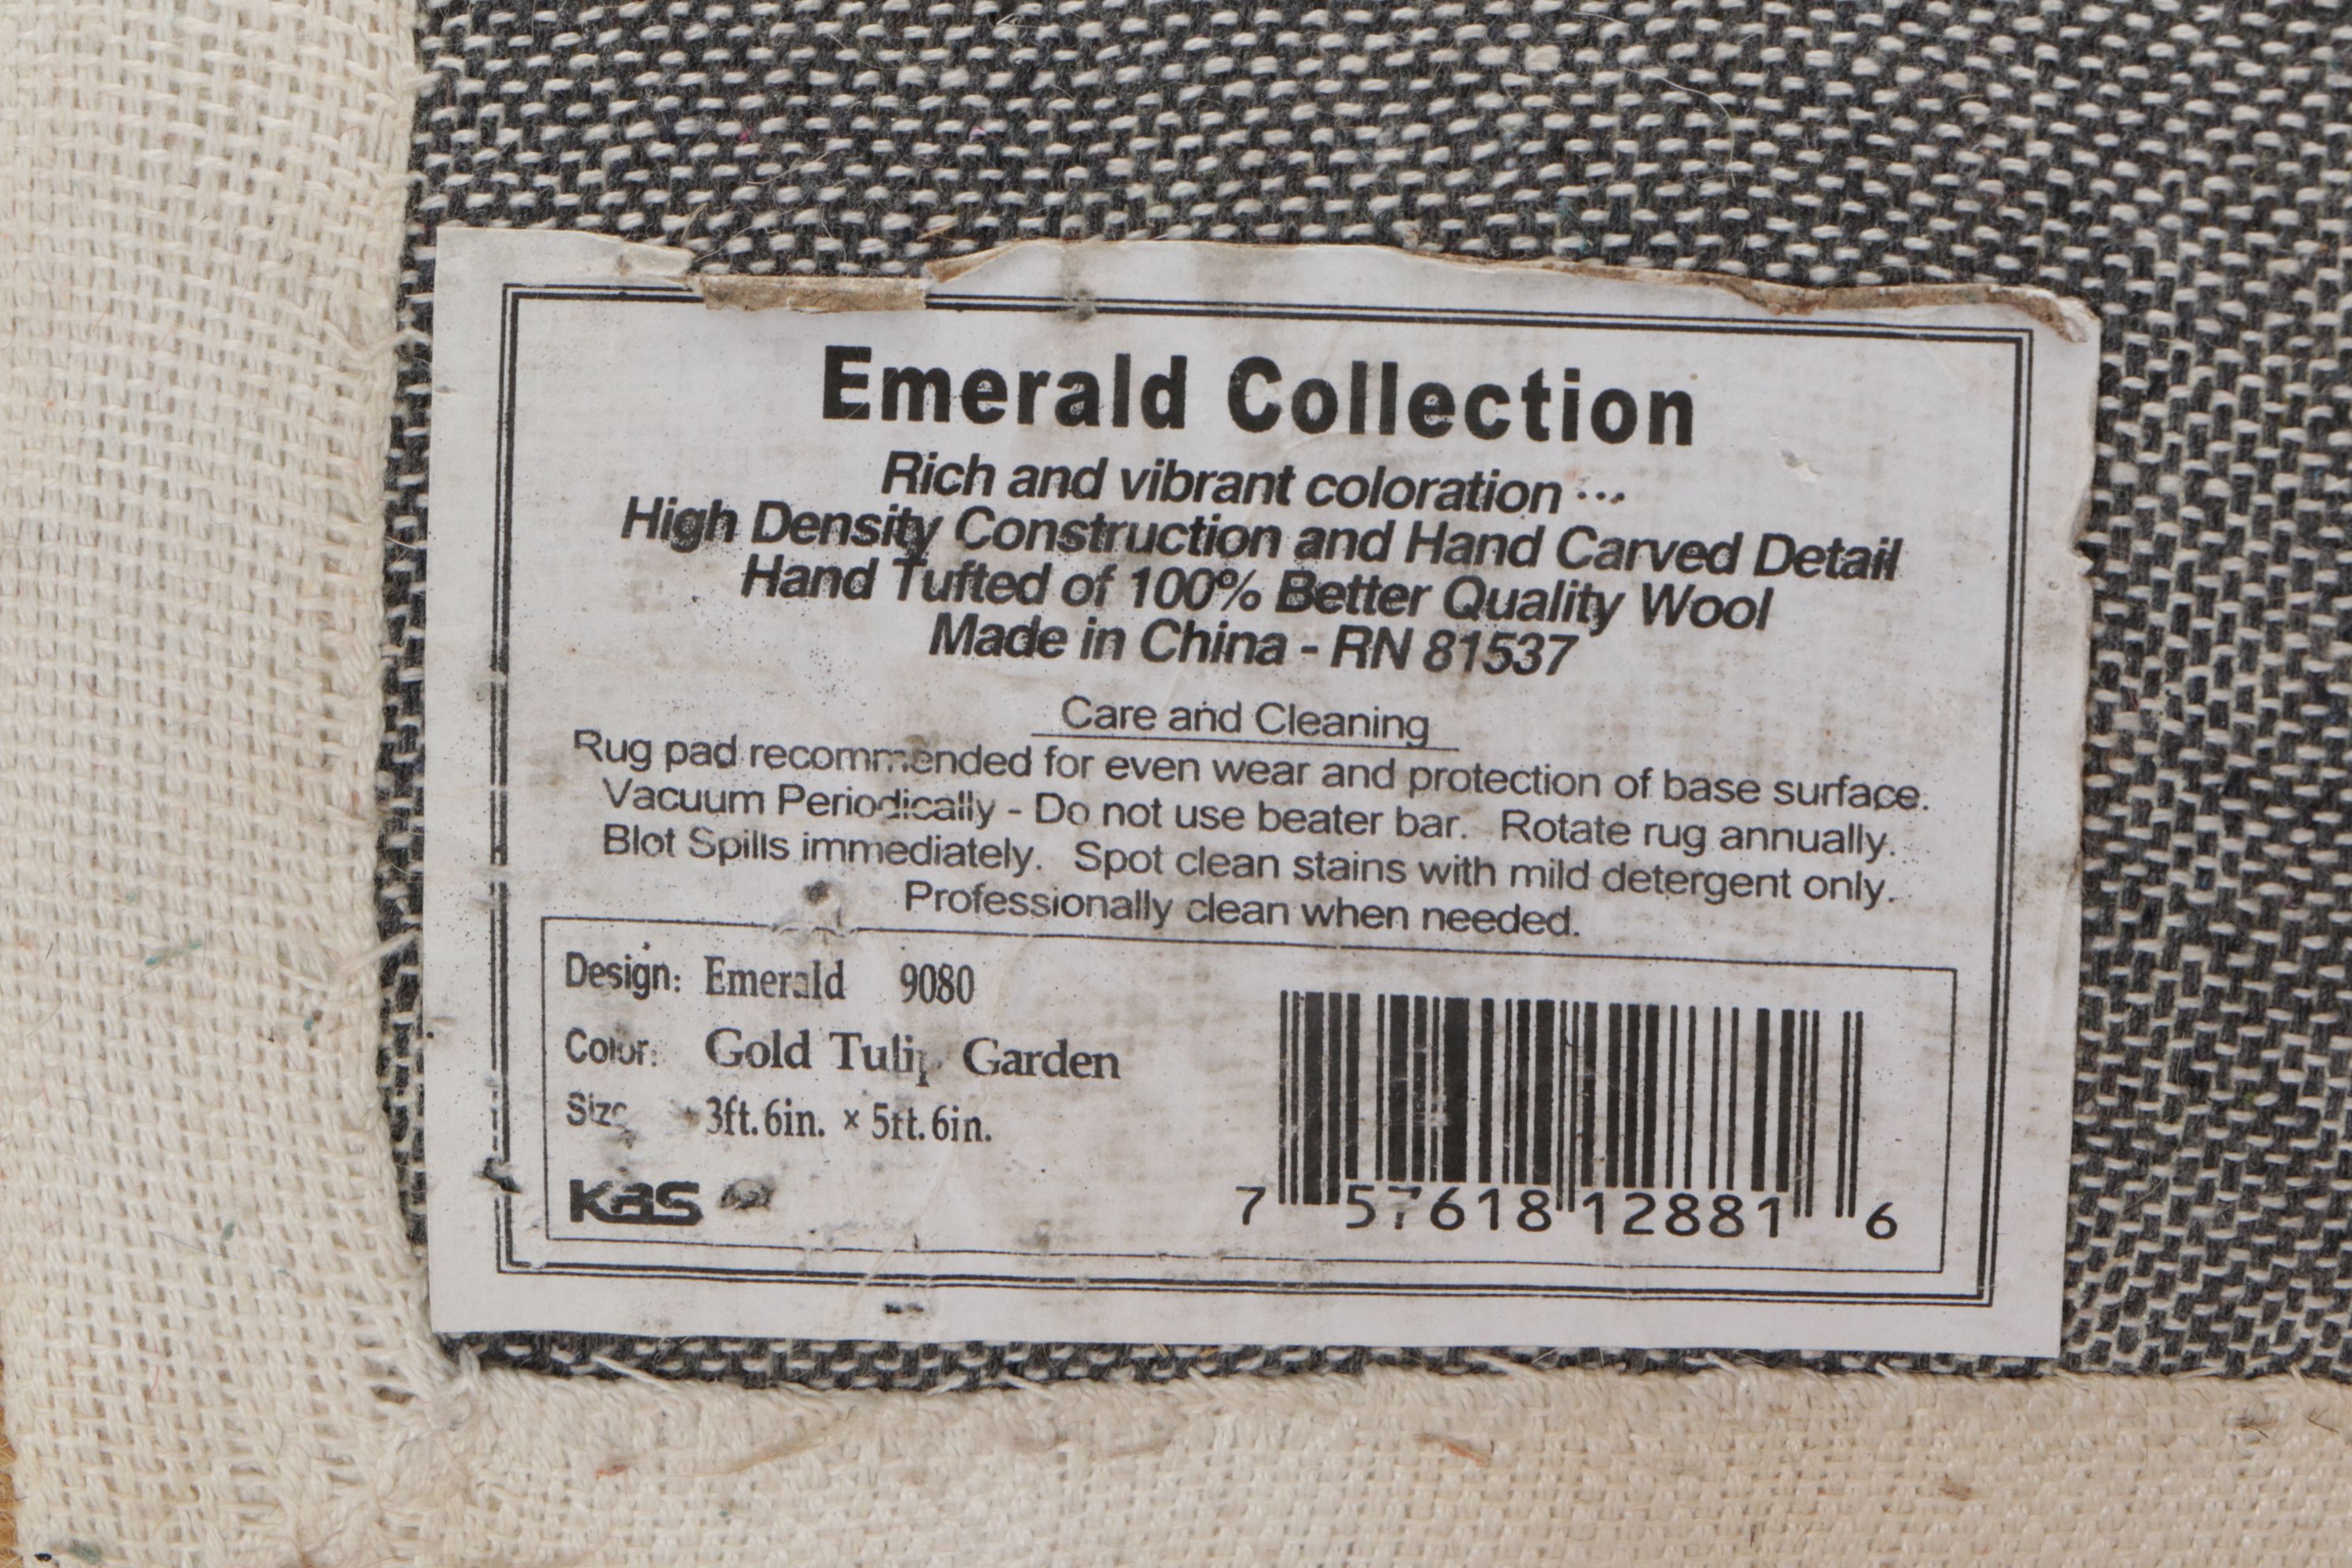 Emerald Collection
Rich and vibrant coloration ...
High Density Construction and Hand Carved Detail
Hand Tufted of 100% Better Quality Wool
Made in China - RN 81537
Care and Cleaning
Rug pad recommended for even wear and protection of base surface.
Vacuum Periodically - Do not use beater bar. Rotate rug annually.
Blot Spills immediately. Spot clean stains with mild detergent only.
Professionally clean when needed.
Design: Emerald 9080
Color: Gold Tulip Garden
Size 3ft. 6in. × 5ft. 6in.
Kas
7 57618 12881 6